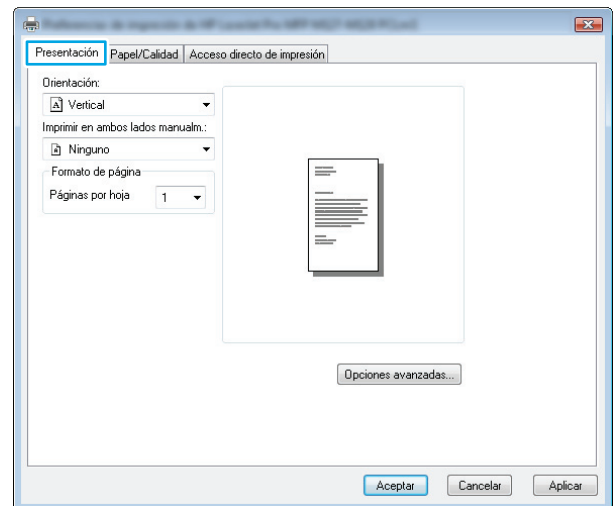 Presentación Papel/Calidad Acceso directo de impresión
Orientación:
Vertical
Imprimir en ambos lados manualm.:
Ninguno
Formato de página
Páginas por hoja 1
Opciones avanzadas...
Aceptar Cancelar Aplicar